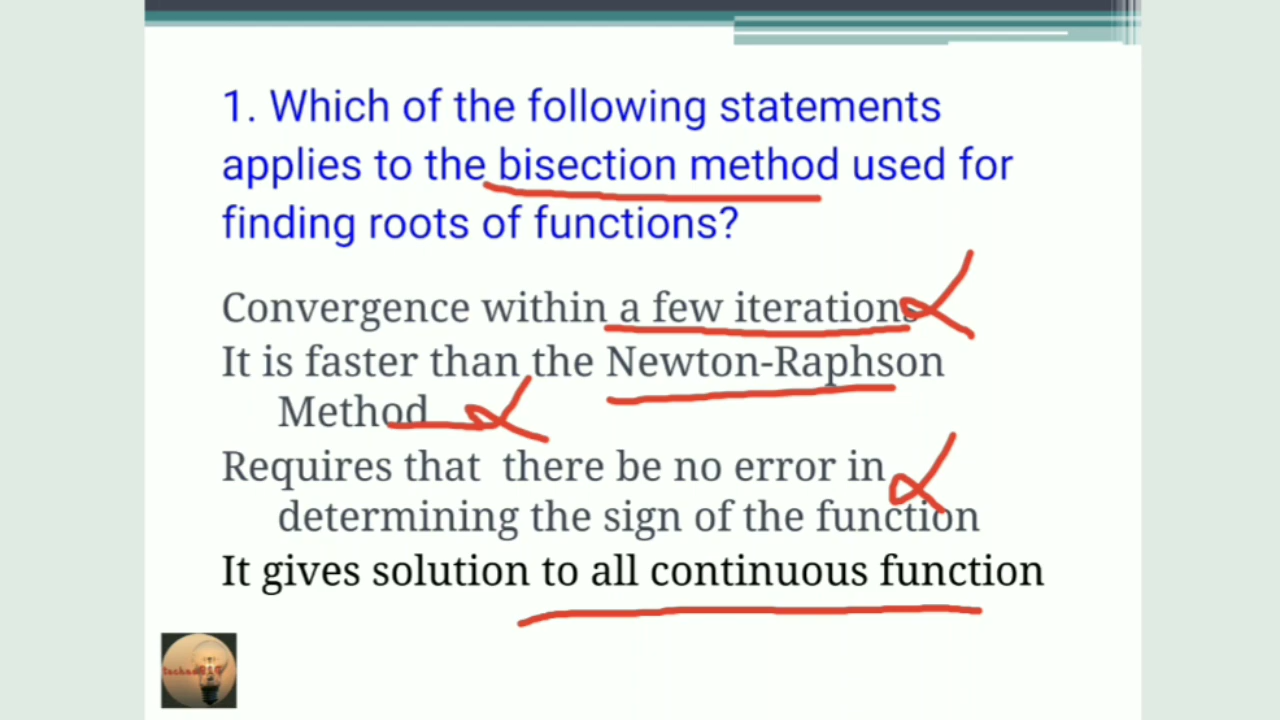 1. Which of the following statements
applies to the bisection method used for
finding roots of functions?
Convergence within a few iterations
It is faster than the Newton-Raphson
Method
Requires that there be no error in
determining the sign of the function
It gives solution to all continuous function